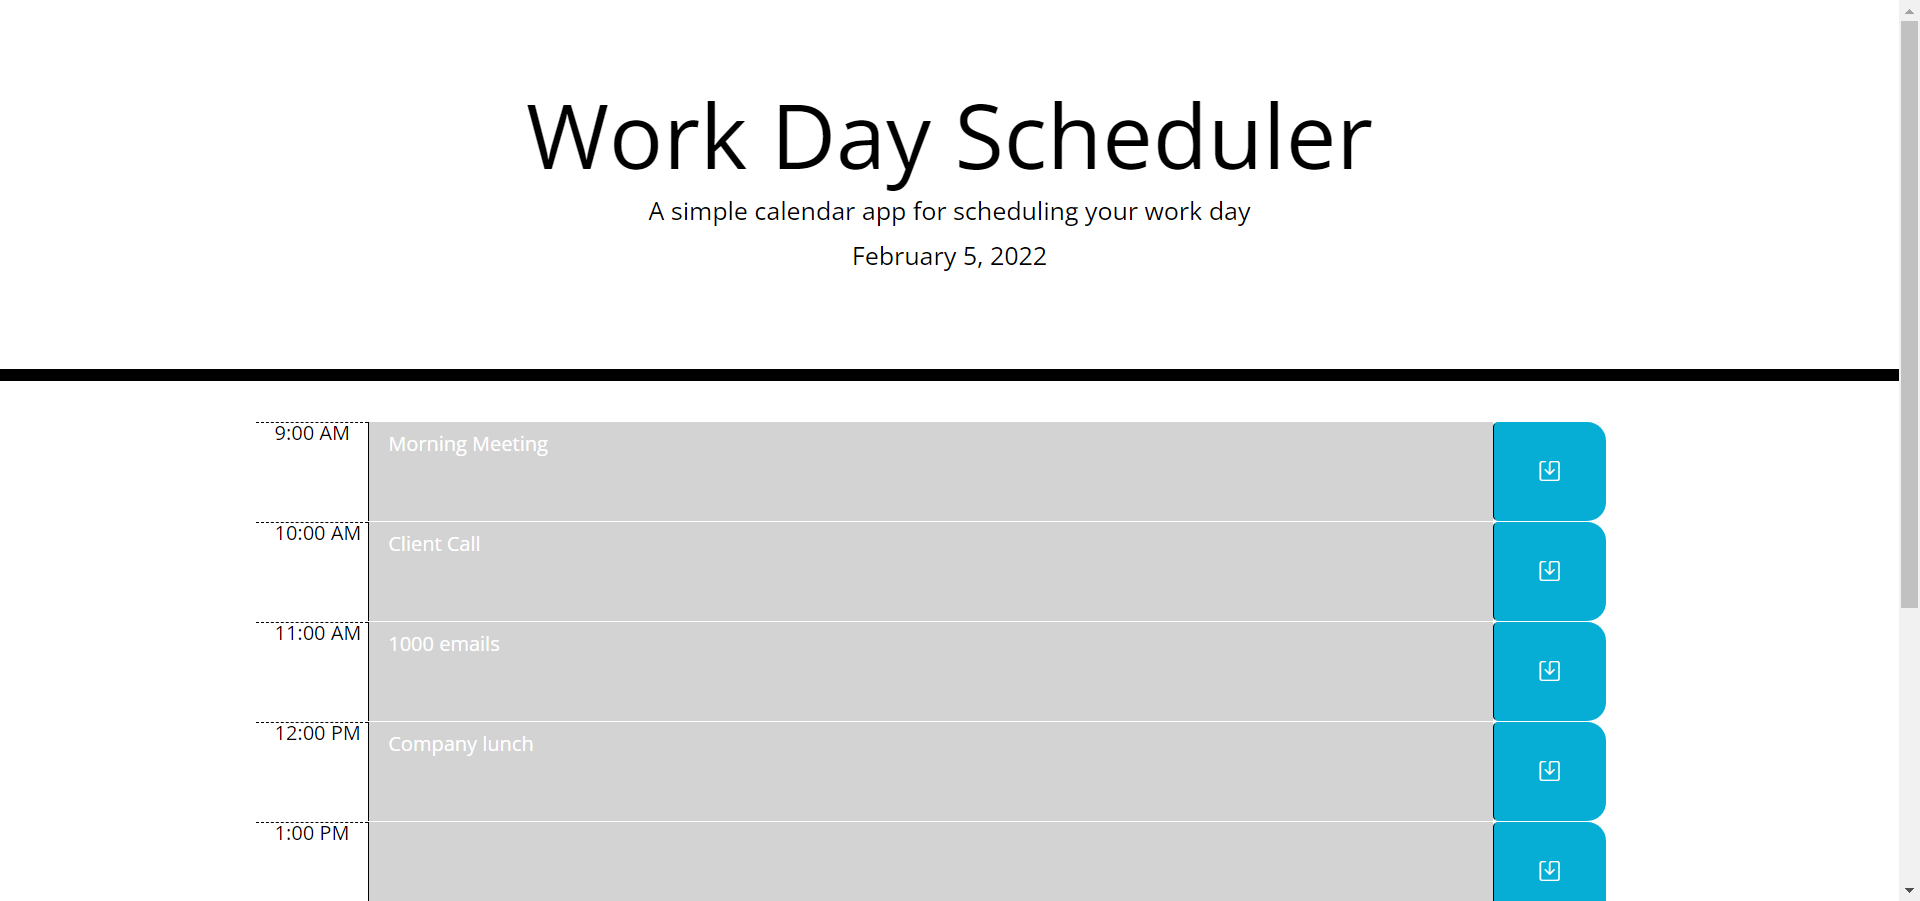 Work Day Scheduler
A simple calendar app for scheduling your work day
February 5, 2022
9:00 AM
Morning Meeting
10:00 AM
Client Call
11:00 AM
1000 emails
12:00 PM
Company lunch
1:00 PM